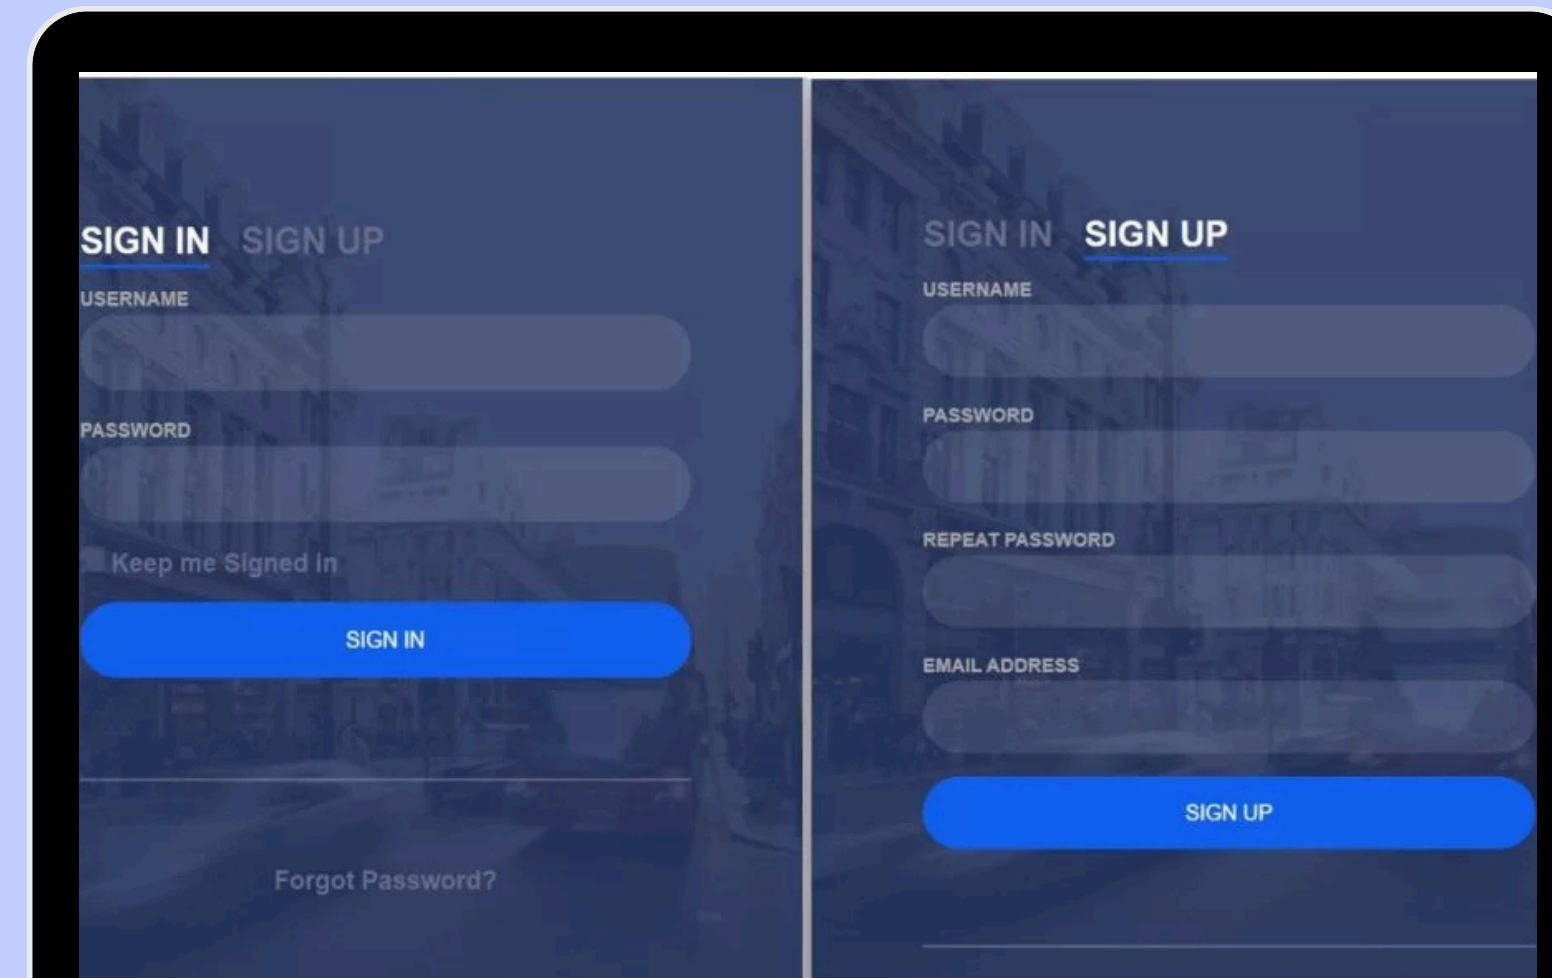 SIGN IN SIGN UP
USERNAME
PASSWORD
Keep me Signed in
SIGN IN
Forgot Password?
SIGN IN SIGN UP
USERNAME
PASSWORD
REPEAT PASSWORD
EMAIL ADDRESS
SIGN UP